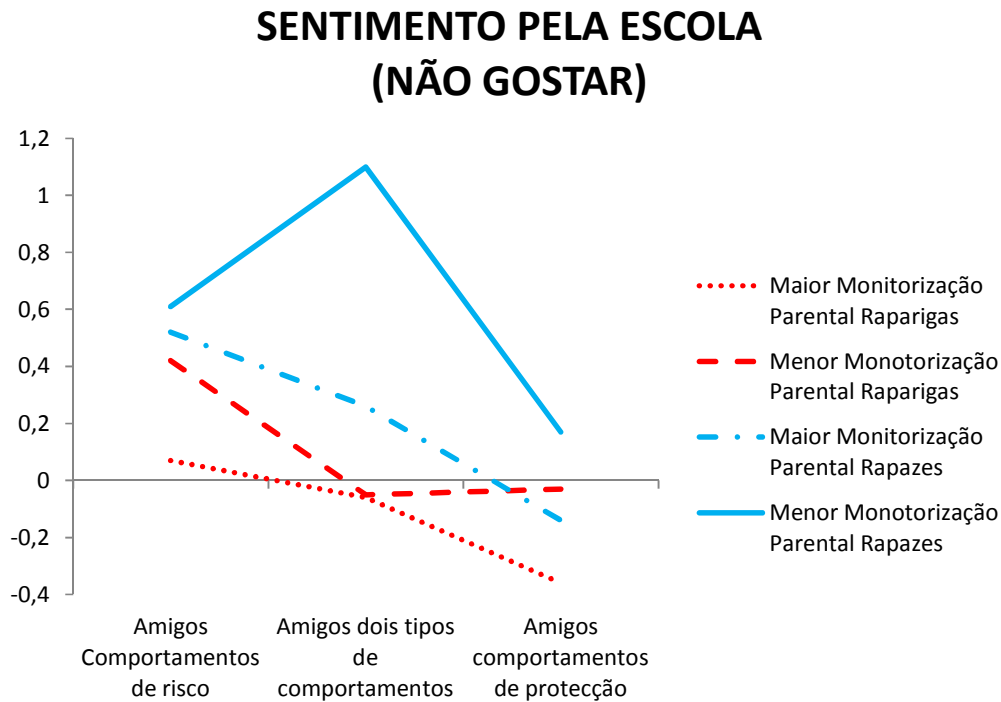 SENTIMENTO PELA ESCOLA
(NÃO GOSTAR)
1,2
1
0,8
0,6
0,4
0,2
0
-0,2
-0,4
Amigos
Comportamentos
de risco
Amigos dois tipos
de
comportamentos
Amigos
comportamentos
de protecção
Maior Monitorização
Parental Raparigas
Menor Monotorização
Parental Raparigas
Maior Monitorização
Parental Rapazes
Menor Monotorização
Parental Rapazes